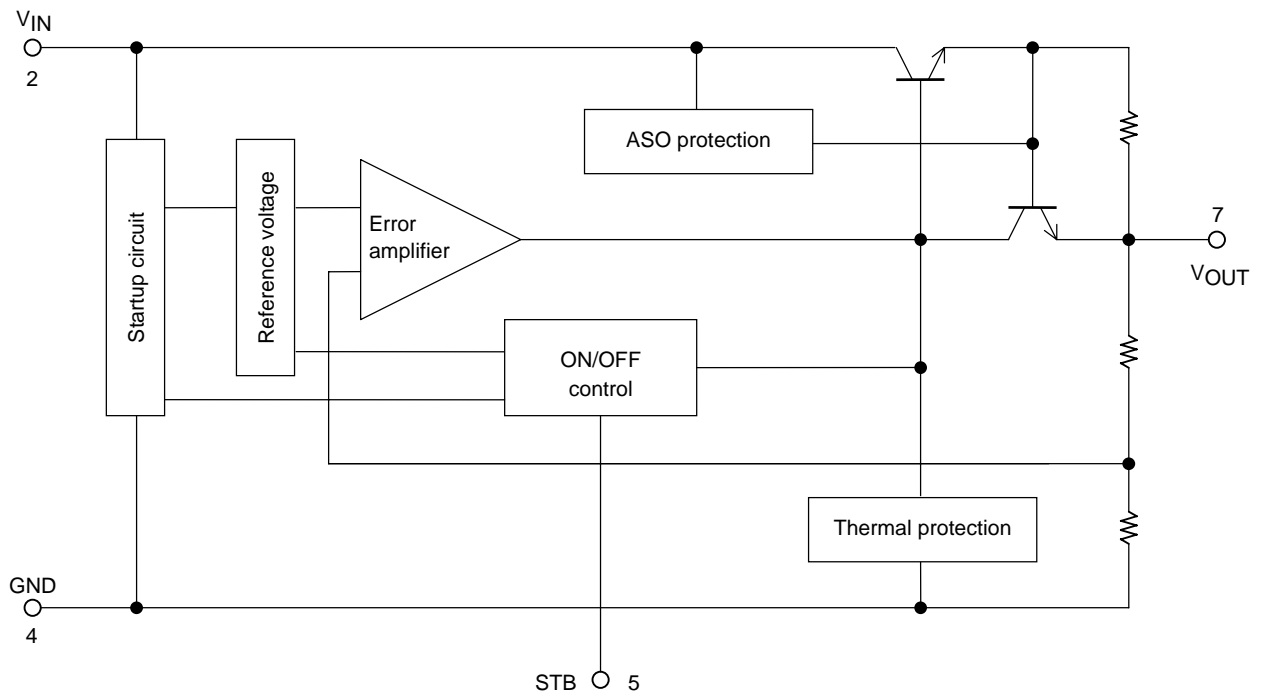 VIN
2
ASO protection
Startup circuit
Reference voltage
Error
amplifier
7
VOUT
ON/OFF
control
Thermal protection
GND
4
STB
5